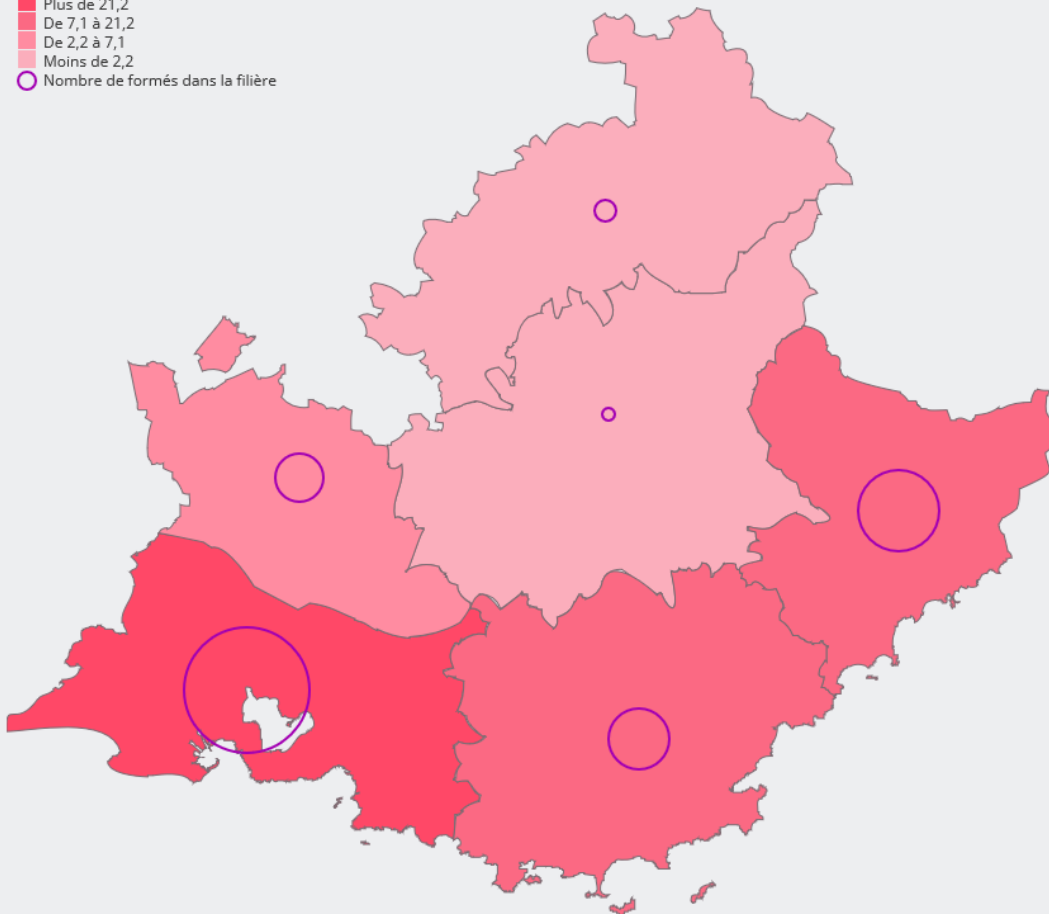 Plus de 21,2
De 7,1 à 21,2
De 2,2 à 7,1
Moins de 2,2
Nombre de formés dans la filière